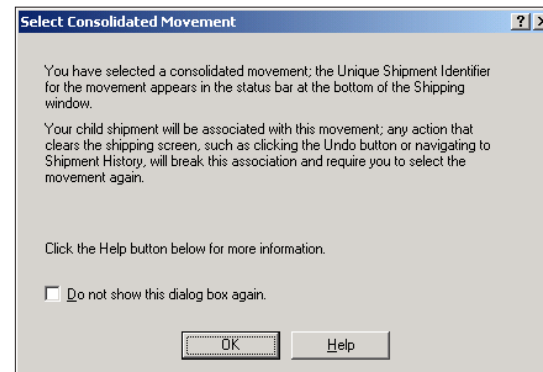 Select Consolidated Movement
You have selected a consolidated movement; the Unique Shipment Identifier
for the movement appears in the status bar at the bottom of the Shipping
window.
Your child shipment will be associated with this movement; any action that
clears the shipping screen, such as clicking the Undo button or navigating to
Shipment History, will break this association and require you to select the
movement again.
Click the Help button below for more information.
Do not show this dialog box again.
OK Help